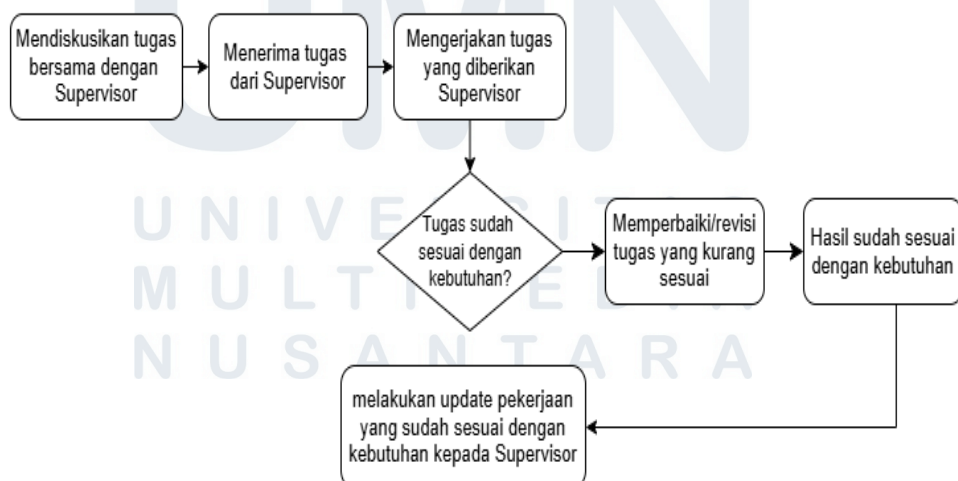 Mendiskusikan tugas
bersama dengan
Supervisor
Menerima tugas
dari Supervisor
Mengerjakan tugas
yang diberikan
Supervisor
Tugas sudah
sesuai dengan
kebutuhan?
Memperbaiki/revisi
tugas yang kurang
sesuai
Hasil sudah sesuai
dengan kebutuhan
melakukan update pekerjaan
yang sudah sesuai dengan
kebutuhan kepada Supervisor
UMN
UNIVERSITAS
MULTIMEDIA
NUSANTARA